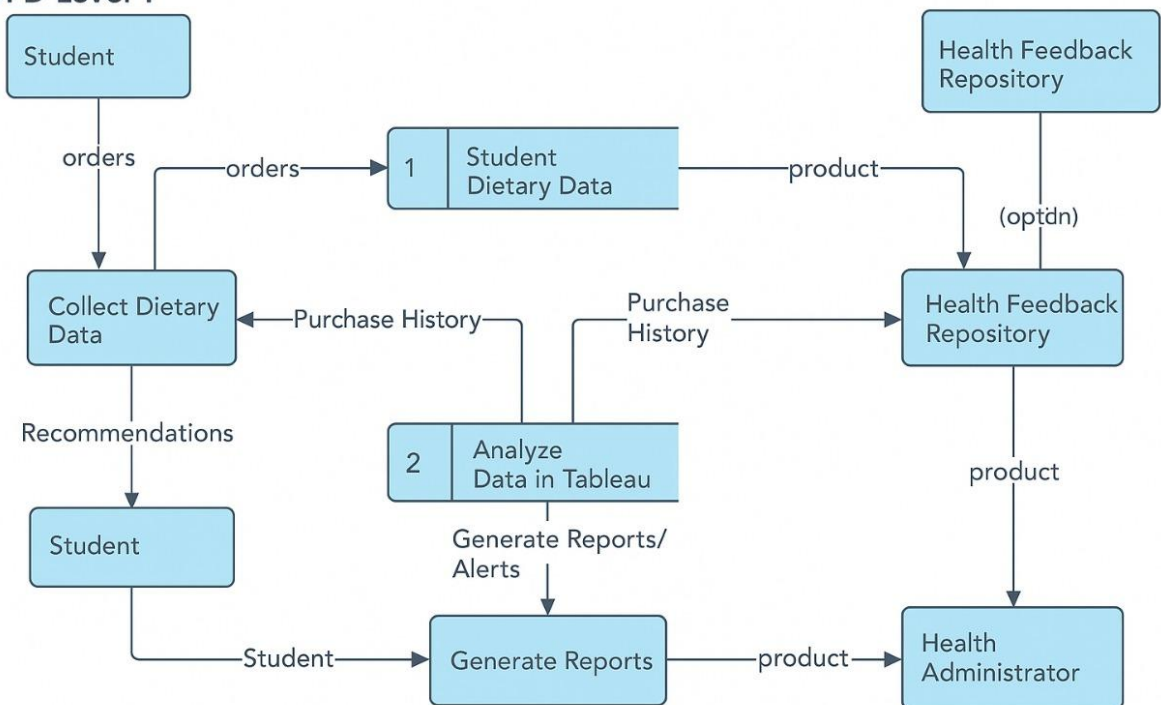 Student
Health Feedback
Repository
orders
orders
1
Student
Dietary Data
product
(optdn)
Collect Dietary
Data
Purchase History
Purchase
History
Health Feedback
Repository
Recommendations
2
Analyze
Data in Tableau
product
Student
Generate Reports/
Alerts
Student
Generate Reports
product
Health
Administrator